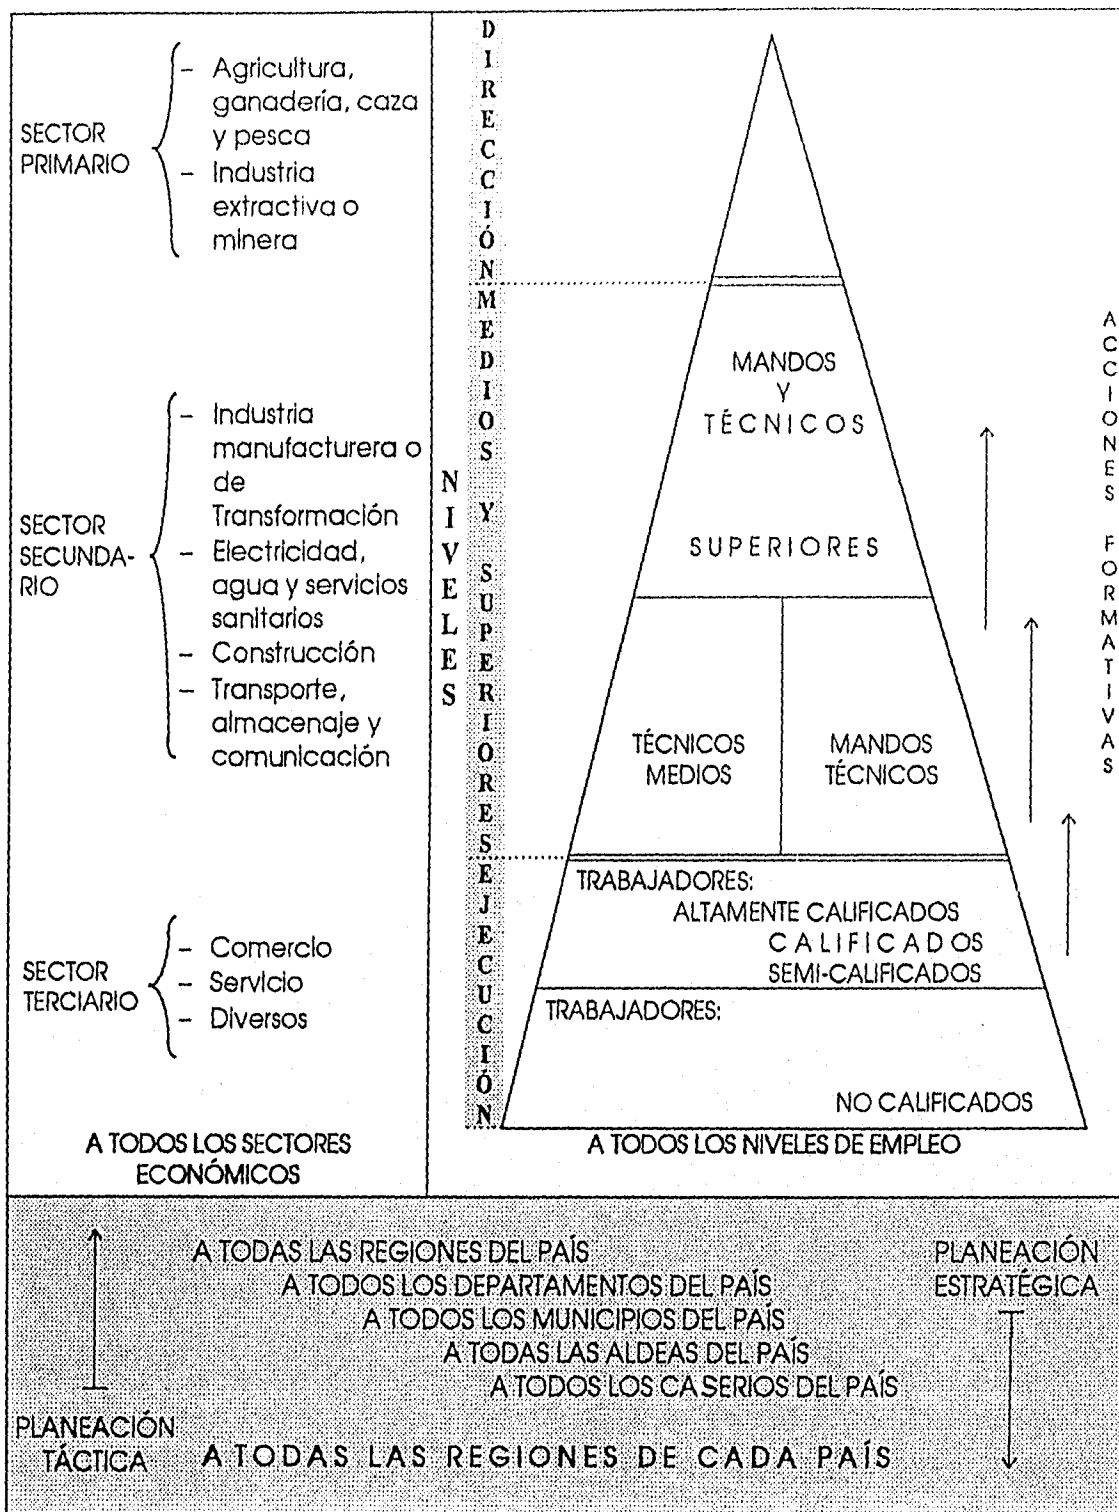 SECTOR
PRIMARIO
– Agricultura,
ganadería, caza
y pesca
– Industria
extractiva o
minera
SECTOR
SECUNDA-
RIO
– Industria
manufacturera o
de
Transformación
– Electricidad,
agua y servicios
sanitarios
– Construcción
– Transporte,
almacenaje y
comunicación
SECTOR
TERCIARIO
– Comercio
– Servicio
– Diversos
A TODOS LOS SECTORES
ECONÓMICOS
NIVELES
DIRECCIÓN
MEDIOS Y SUPERIORES
EJECUCIÓN
MANDOS
Y
TÉCNICOS
SUPERIORES
TÉCNICOS
MEDIOS
MANDOS
TÉCNICOS
TRABAJADORES:
ALTAMENTE CALIFICADOS
CALIFICADOS
SEMI-CALIFICADOS
TRABAJADORES:
NO CALIFICADOS
A TODOS LOS NIVELES DE EMPLEO
ACCIONES FORMATIVAS
A TODAS LAS REGIONES DEL PAÍS
A TODOS LOS DEPARTAMENTOS DEL PAÍS
A TODOS LOS MUNICIPIOS DEL PAÍS
A TODAS LAS ALDEAS DEL PAÍS
A TODOS LOS CASERIOS DEL PAÍS
PLANEACIÓN
ESTRATÉGICA
PLANEACIÓN
TÁCTICA
A TODAS LAS REGIONES DE CADA PAÍS